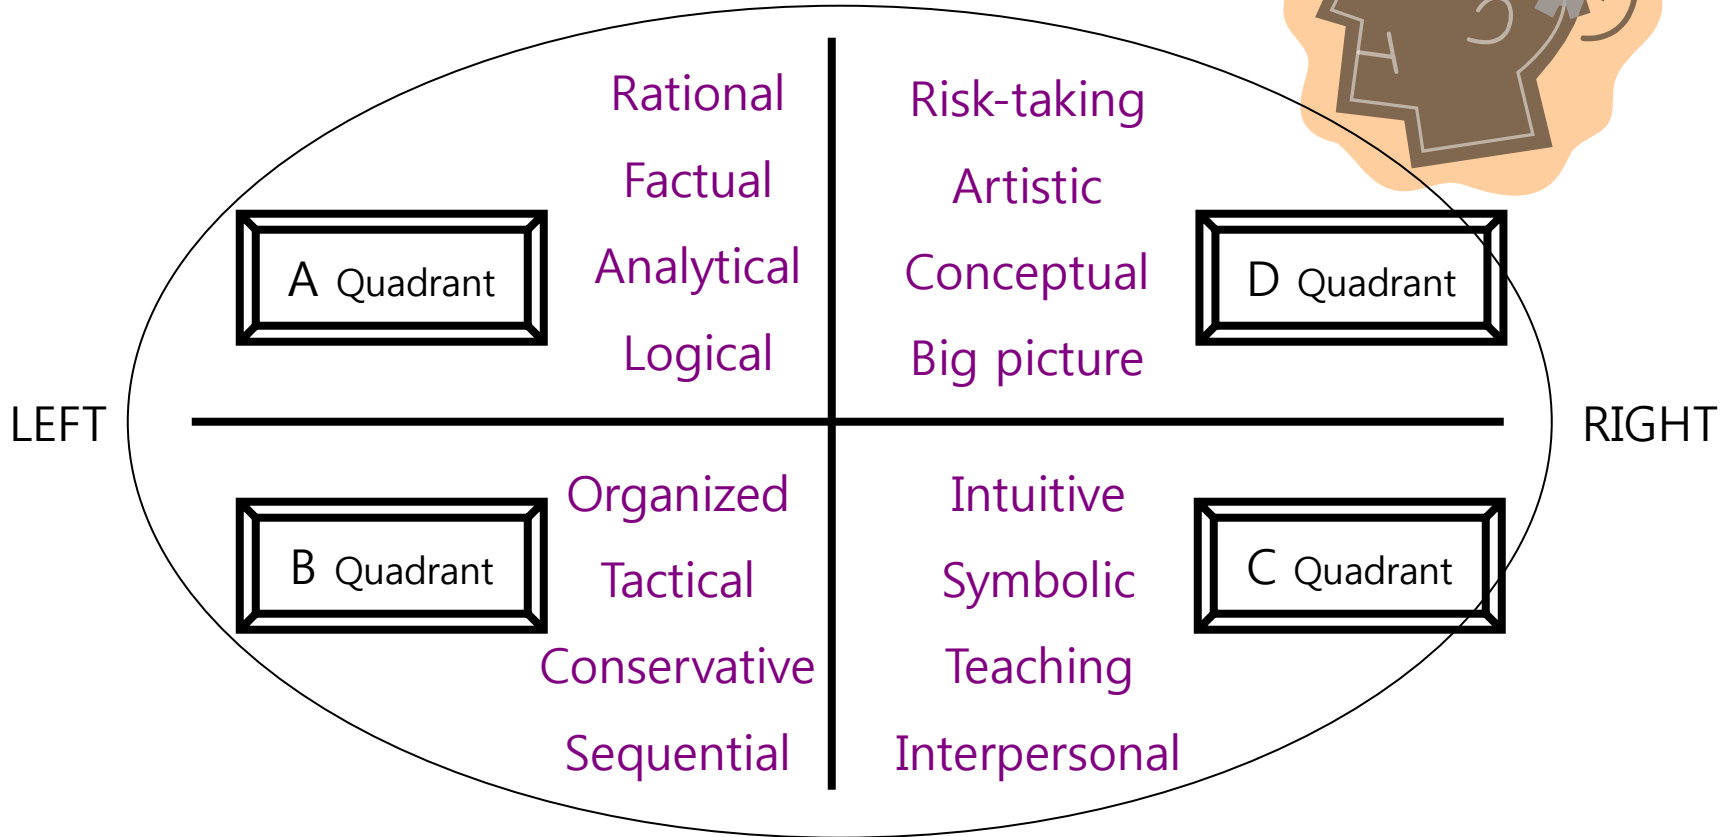 Rational
Factual
Analytical
Logical
A Quadrant
Risk-taking
Artistic
Conceptual
Big picture
D Quadrant
LEFT
RIGHT
B Quadrant
Organized
Tactical
Conservative
Sequential
Intuitive
Symbolic
Teaching
Interpersonal
C Quadrant